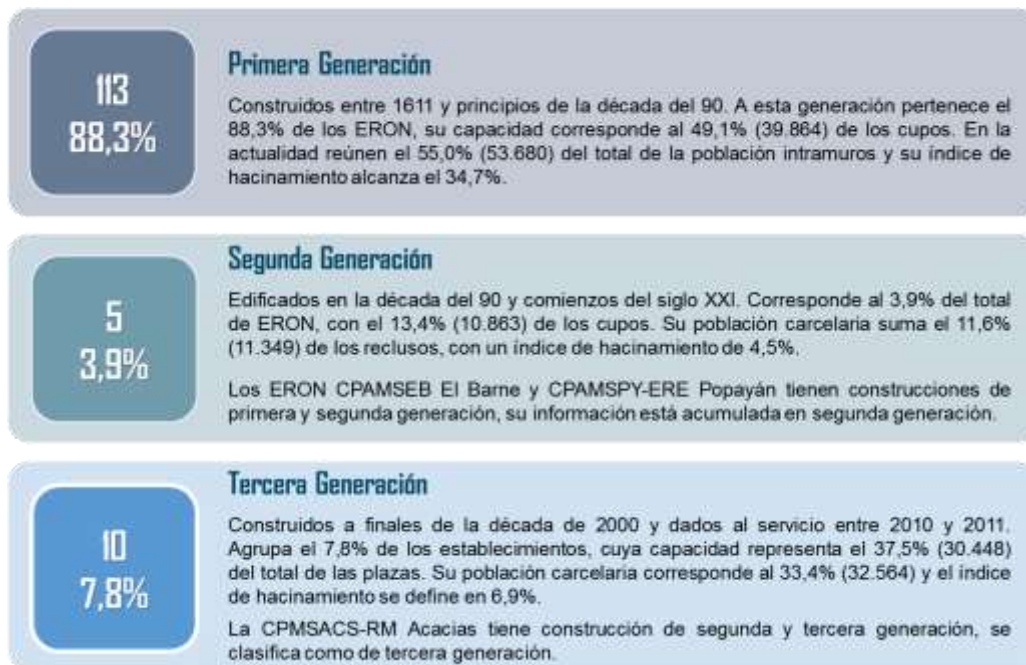 113
88,3%
Primera Generación
Construidos entre 1611 y principios de la década del 90. A esta generación pertenece el
88,3% de los ERON, su capacidad corresponde al 49,1% (39.864) de los cupos. En la
actualidad reúnen el 55,0% (53.680) del total de la población intramuros y su índice de
hacinamiento alcanza el 34,7%.
5
3,9%
Segunda Generación
Edificados en la década del 90 y comienzos del siglo XXI. Corresponde al 3,9% del total
de ERON, con el 13,4% (10.863) de los cupos. Su población carcelaria suma el 11,6%
(11.349) de los reclusos, con un índice de hacinamiento de 4,5%.
Los ERON CPAMSEB El Barne y CPAMSPY-ERE Popayán tienen construcciones de
primera y segunda generación, su información está acumulada en segunda generación.
10
7,8%
Tercera Generación
Construidos a finales de la década de 2000 y dados al servicio entre 2010 y 2011.
Agrupa el 7,8% de los establecimientos, cuya capacidad representa el 37,5% (30.448)
del total de las plazas. Su población carcelaria corresponde al 33,4% (32.564) y el índice
de hacinamiento se define en 6,9%.
La CPMSACS-RM Acacias tiene construcción de segunda y tercera generación, se
clasifica como de tercera generación.